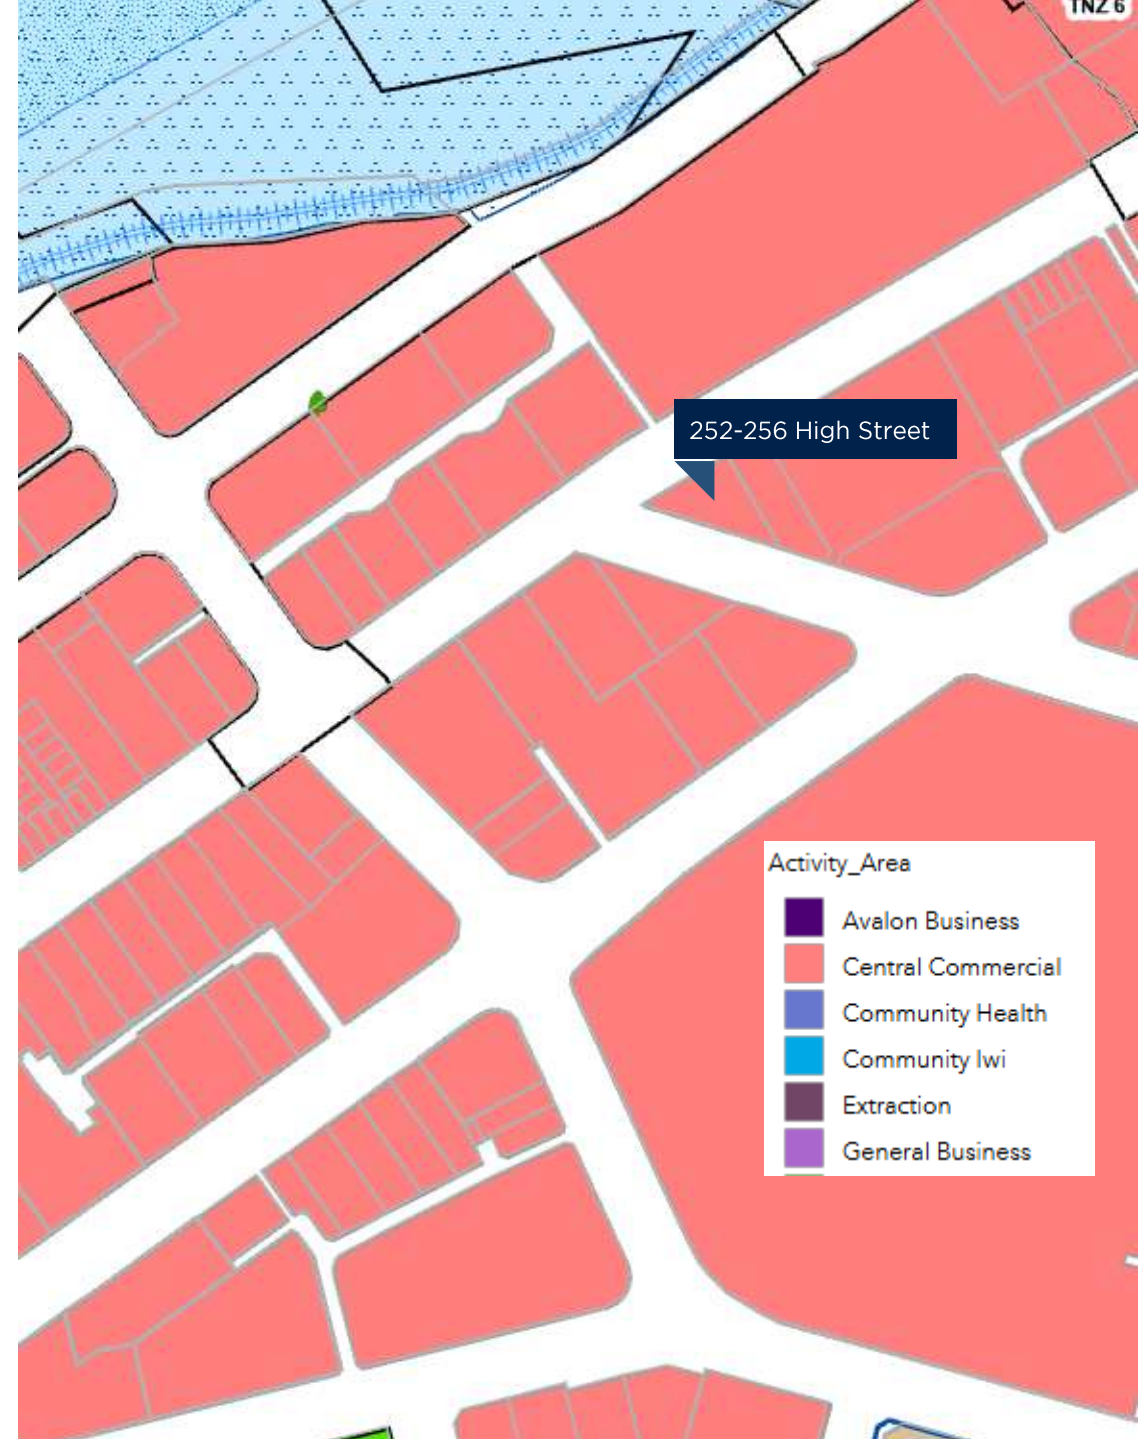 TNZ 6
252-256 High Street
Activity_Area
Avalon Business
Central Commercial
Community Health
Community Iwi
Extraction
General Business